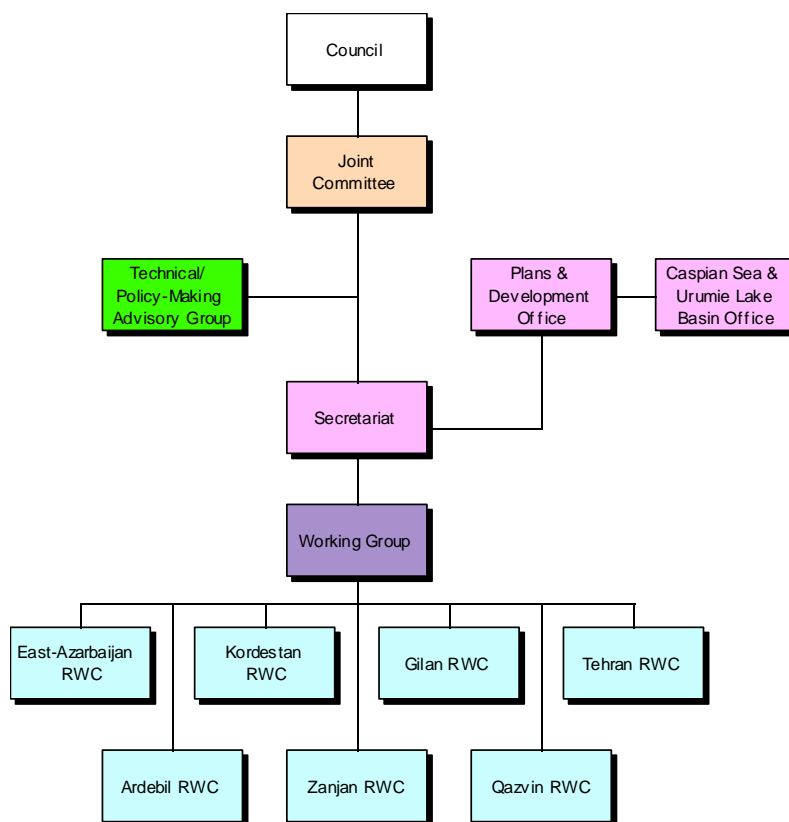 Council
Joint
Committee
Technical/
Policy-Making
Advisory Group
Plans &
Development
Office
Caspian Sea &
Urumie Lake
Basin Office
Secretariat
Working Group
East-Azarbaijan
RWC
Kordestan
RWC
Gilan RWC
Tehran RWC
Ardebil RWC
Zanjan RWC
Qazvin RWC